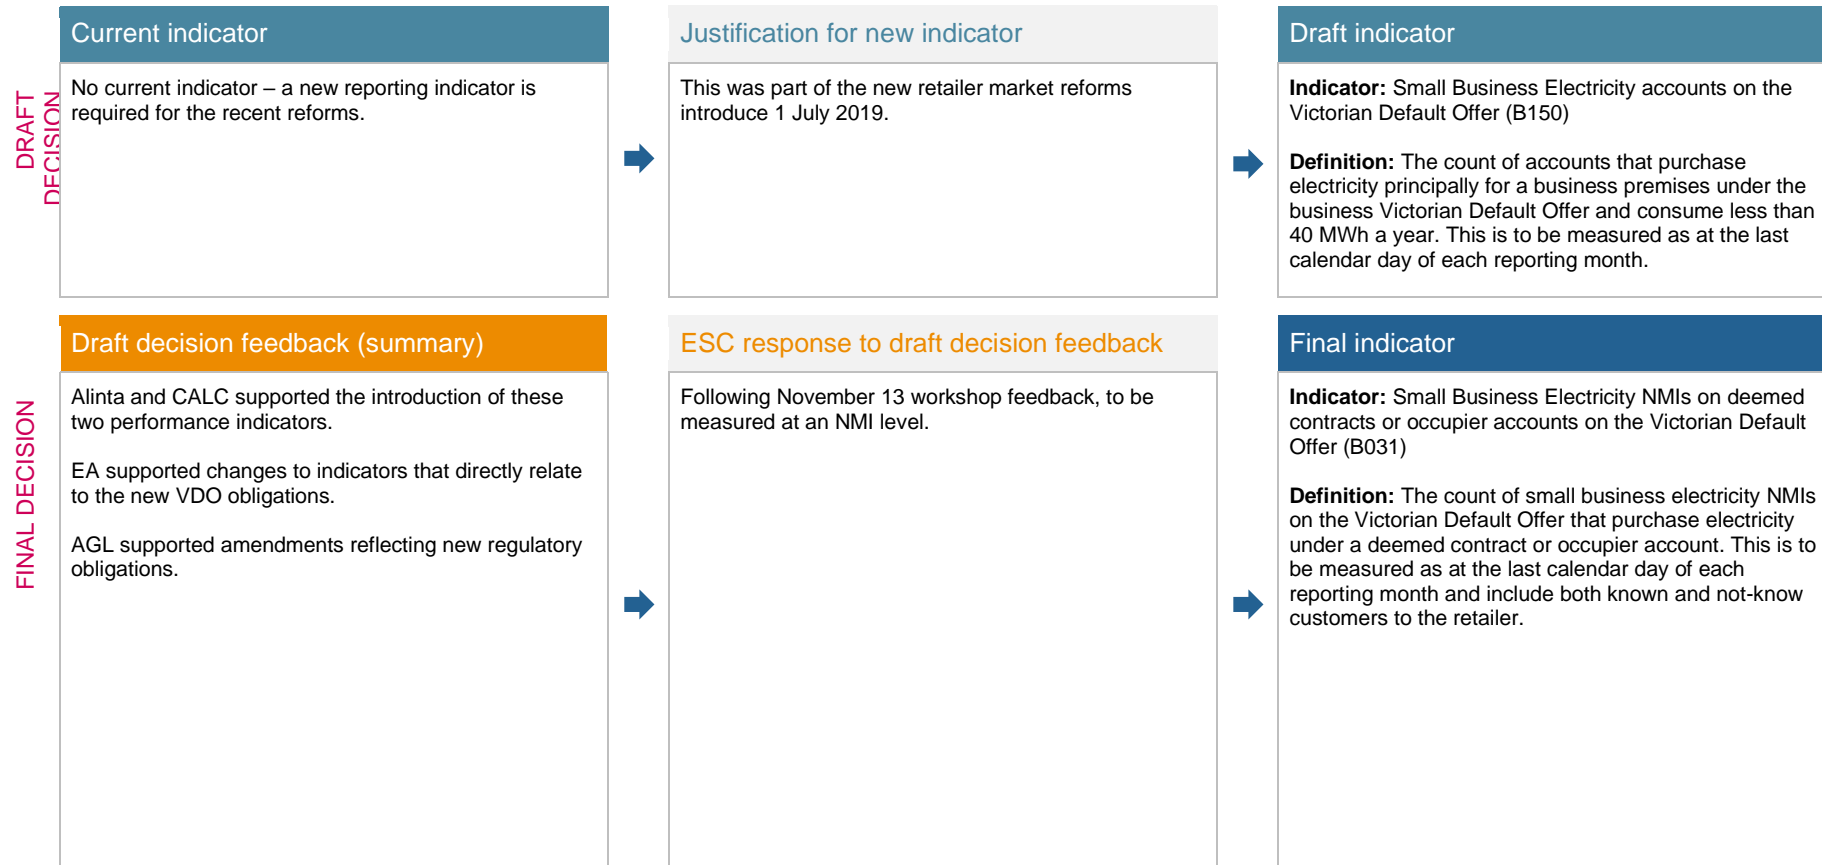 DRAFT
DECISION
Current indicator
No current indicator – a new reporting indicator is
required for the recent reforms.
Justification for new indicator
This was part of the new retailer market reforms
introduce 1 July 2019.
Draft indicator
Indicator: Small Business Electricity accounts on the
Victorian Default Offer (B150)
Definition: The count of accounts that purchase
electricity principally for a business premises under the
business Victorian Default Offer and consume less than
40 MWh a year. This is to be measured as at the last
calendar day of each reporting month.
FINAL DECISION
Draft decision feedback (summary)
Alinta and CALC supported the introduction of these
two performance indicators.
EA supported changes to indicators that directly relate
to the new VDO obligations.
AGL supported amendments reflecting new regulatory
obligations.
ESC response to draft decision feedback
Following November 13 workshop feedback, to be
measured at an NMI level.
Final indicator
Indicator: Small Business Electricity NMIs on deemed
contracts or occupier accounts on the Victorian Default
Offer (B031)
Definition: The count of small business electricity NMIs
on the Victorian Default Offer that purchase electricity
under a deemed contract or occupier account. This is to
be measured as at the last calendar day of each
reporting month and include both known and not-know
customers to the retailer.